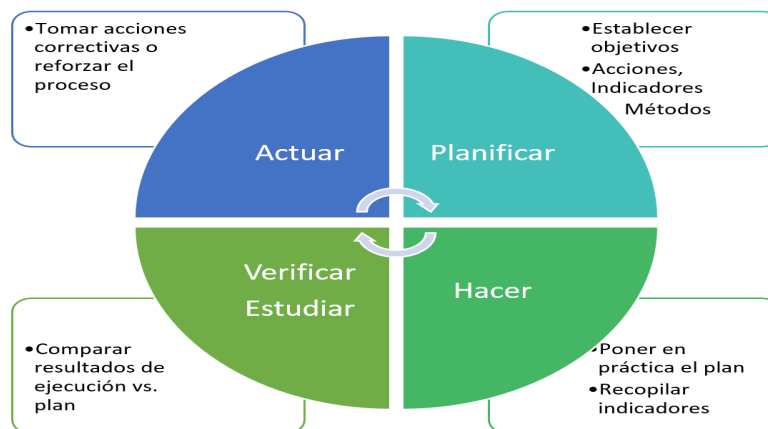 •Tomar acciones
correctivas o
reforzar el
proceso
•Establecer
objetivos
•Acciones,
Indicadores
Métodos
Actuar
Planificar
Verificar
Estudiar
Hacer
•Comparar
resultados de
ejecución vs.
plan
•Poner en
práctica el plan
•Recopilar
indicadores